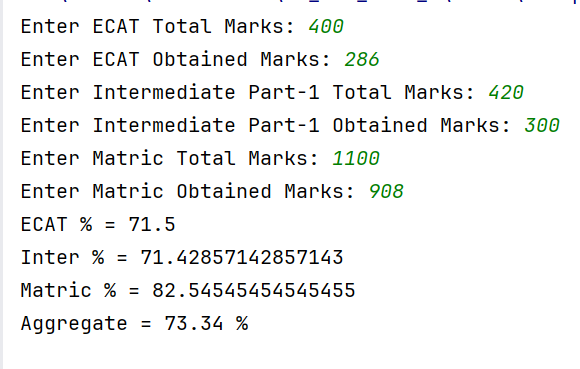 Enter ECAT Total Marks: 400
Enter ECAT Obtained Marks: 286
Enter Intermediate Part-1 Total Marks: 420
Enter Intermediate Part-1 Obtained Marks: 300
Enter Matric Total Marks: 1100
Enter Matric Obtained Marks: 908
ECAT % = 71.5
Inter % = 71.42857142857143
Matric % = 82.54545454545455
Aggregate = 73.34 %